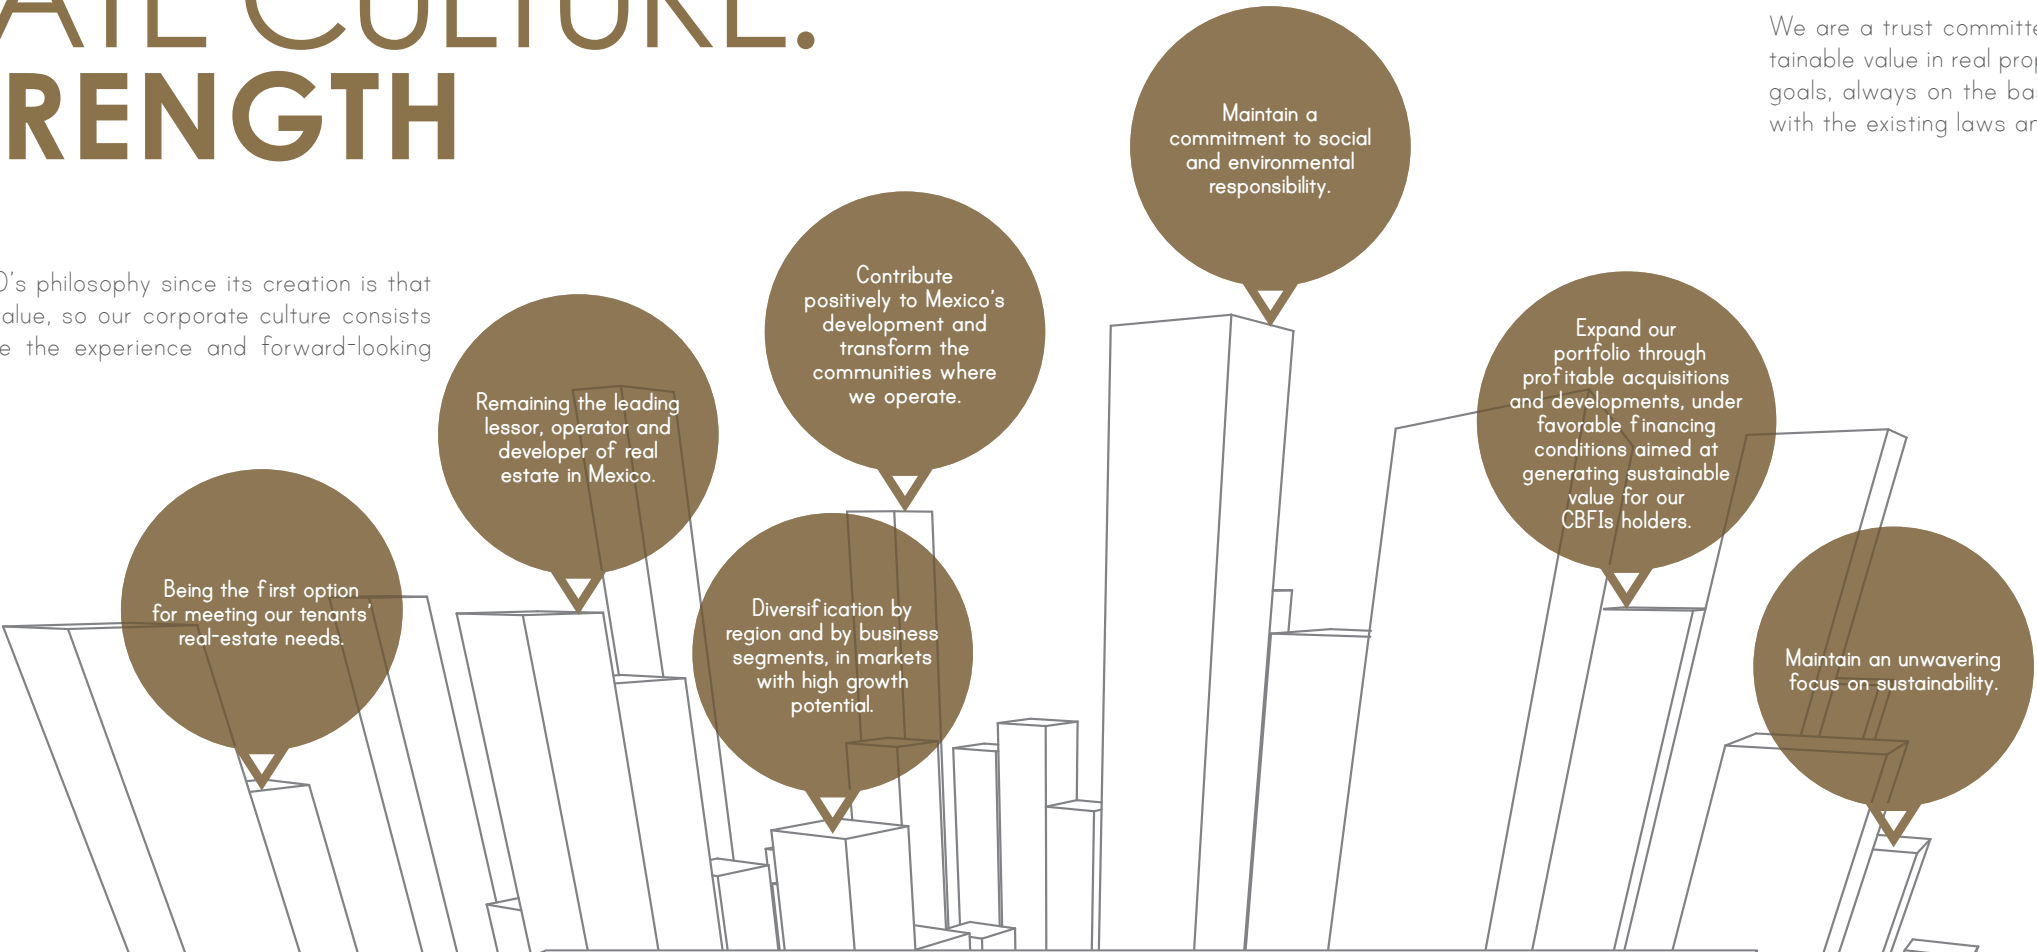 ATE CULTURE.
RENGTH
O's philosophy since its creation is that
alue, so our corporate culture consists
e the experience and forward-looking
We are a trust committe
tainable value in real prop
goals, always on the bas
with the existing laws an
Maintain a
commitment to social
and environmental
responsibility.
Contribute
positively to Mexico's
development and
transform the
communities where
we operate.
Remaining the leading
lessor, operator and
developer of real
estate in Mexico.
Expand our
portfolio through
profitable acquisitions
and developments, under
favorable financing
conditions aimed at
generating sustainable
value for our
CBFIs holders.
Being the first option
for meeting our tenants'
real-estate needs.
Diversification by
region and by business
segments, in markets
with high growth
potential.
Maintain an unwavering
focus on sustainability.